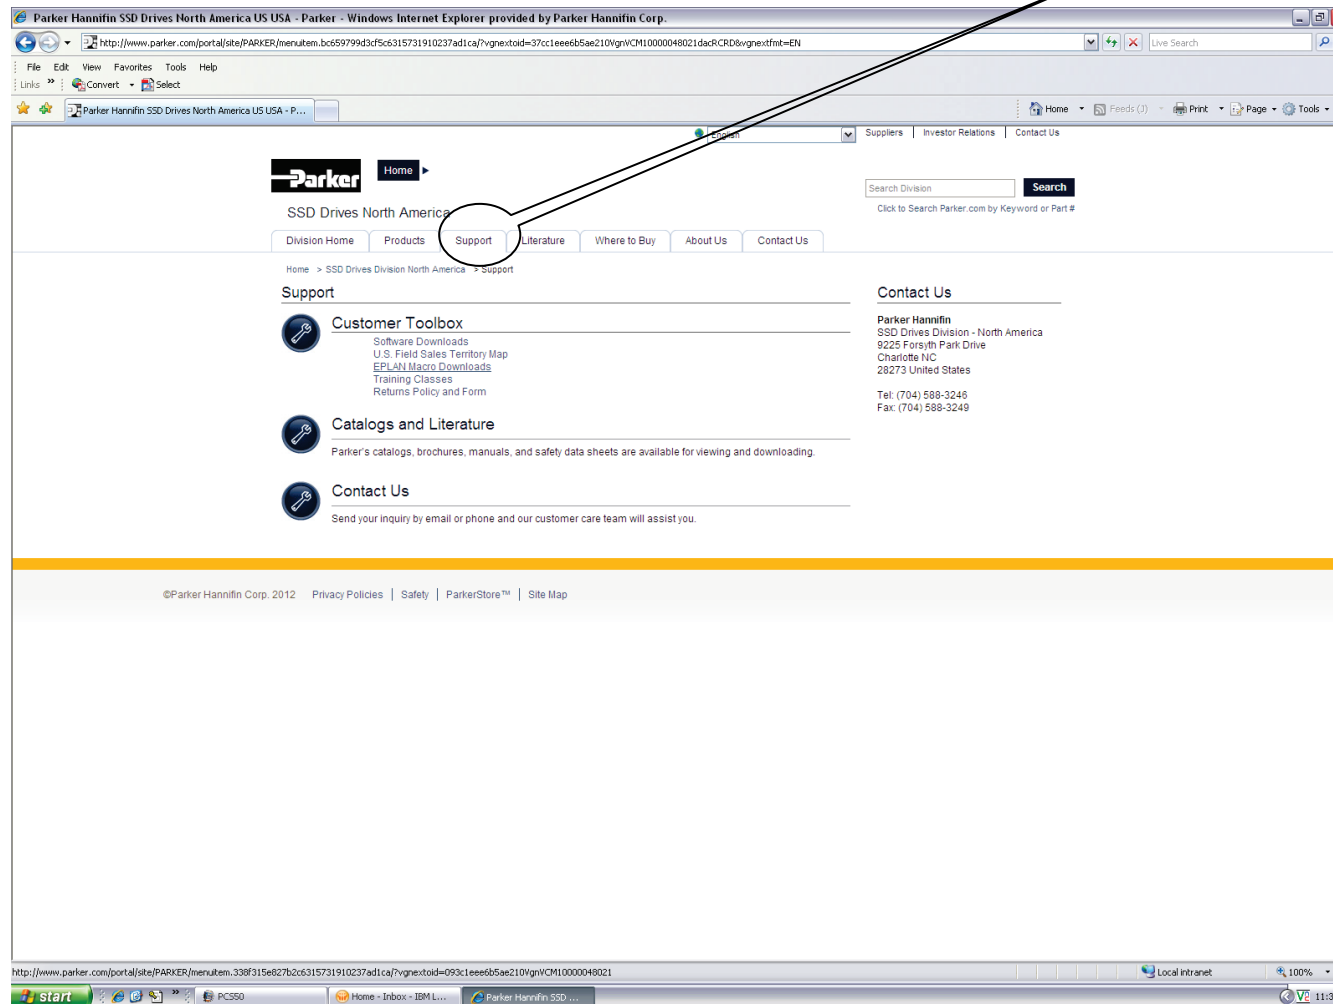 Parker Hannifin SSD Drives North America US USA - Parker - Windows Internet Explorer provided by Parker Hannifin Corp.
http://www.parker.com/portal/site/PARKER/menuitem.bc659799d3cf5c6315731910237ad1ca/?vgnextoid=37cc1eee6b5ae210VgnVCM10000048021dacRCRD&vgnextfmt=EN
Live Search
File Edit View Favorites Tools Help
Links » Convert Select
Parker Hannifin SSD Drives North America US USA - P...
Home Feeds (J) Print Page Tools
English
Suppliers | Investor Relations | Contact Us
Parker
Home
Search Division Search
SSD Drives North America
Click to Search Parker.com by Keyword or Part #
Division Home Products Support Literature Where to Buy About Us Contact Us
Home > SSD Drives Division North America > Support
Support
Customer Toolbox
Software Downloads
U.S. Field Sales Territory Map
EPLAN Macro Downloads
Training Classes
Returns Policy and Form
Catalogs and Literature
Parker's catalogs, brochures, manuals, and safety data sheets are available for viewing and downloading.
Contact Us
Send your inquiry by email or phone and our customer care team will assist you.
Contact Us
Parker Hannifin
SSD Drives Division - North America
9225 Forsyth Park Drive
Charlotte NC
28273 United States
Tel: (704) 588-3246
Fax: (704) 588-3249
©Parker Hannifin Corp. 2012 Privacy Policies | Safety | ParkerStore™ | Site Map
http://www.parker.com/portal/site/PARKER/menuitem.338f315e827b2c6315731910237ad1ca/?vgnextoid=093c1eee6b5ae210VgnVCM10000048021
Local intranet 100%
start » PCS50 Home - Inbox - IBM L... Parker Hannifin SSD ... 11:3